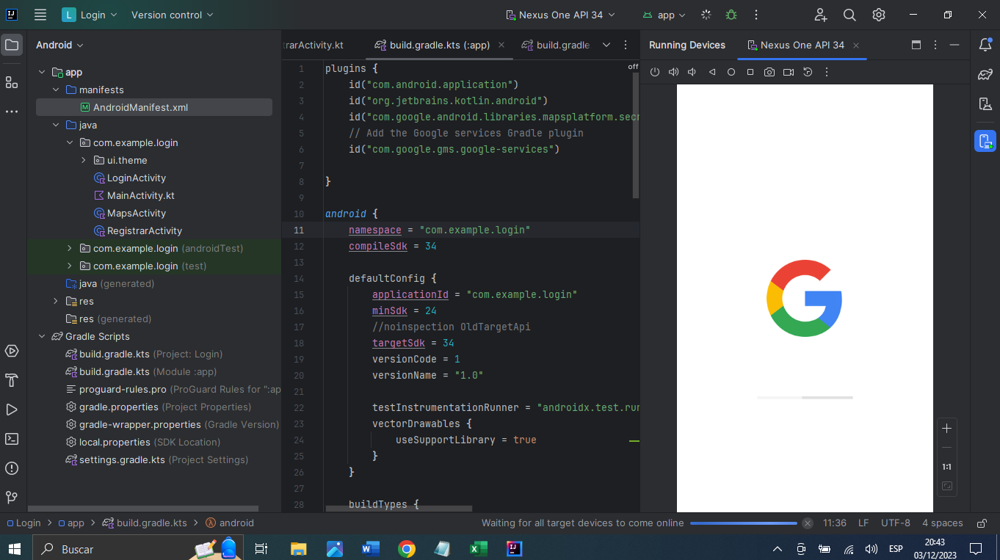 L Login Version control Nexus One API 34 app
Android
app
manifests
AndroidManifest.xml
java
com.example.login
ui.theme
LoginActivity
MainActivity.kt
MapsActivity
RegistrarActivity
com.example.login (androidTest)
com.example.login (test)
java (generated)
res
res (generated)
Gradle Scripts
build.gradle.kts (Project: Login)
build.gradle.kts (Module :app)
proguard-rules.pro (ProGuard Rules for ":ap
gradle.properties (Project Properties)
gradle-wrapper.properties (Gradle Version)
local.properties (SDK Location)
settings.gradle.kts (Project Settings)
trarActivity.kt build.gradle.kts (:app) build.gradle
off
1 plugins {
2 id("com.android.application")
3 id("org.jetbrains.kotlin.android")
4 id("com.google.android.libraries.mapsplatform.secr
5 // Add the Google services Gradle plugin
6 id("com.google.gms.google-services")
7
8 }
9
10 android {
11 namespace = "com.example.login"
12 compileSdk = 34
13
14 defaultConfig {
15 applicationId = "com.example.login"
16 minSdk = 24
17 //noinspection OldTargetApi
18 targetSdk = 34
19 versionCode = 1
20 versionName = "1.0"
21
22 testInstrumentationRunner = "androidx.test.run
23 vectorDrawables {
24 useSupportLibrary = true
25 }
26 }
27
28 buildTypes {
Running Devices Nexus One API 34
G
1:1
Login > app > build.gradle.kts > android
Waiting for all target devices to come online 11:36 LF UTF-8 4 spaces
Buscar
ESP
20:43
03/12/2023